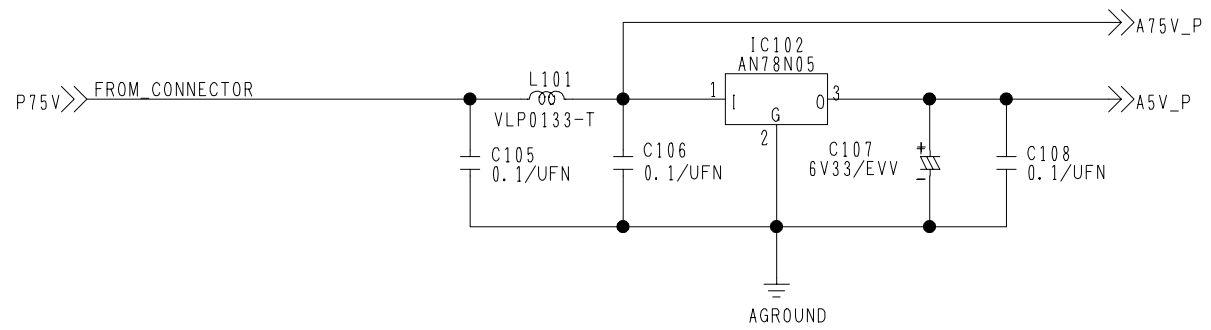 A75V_P
IC102
AN78N05
L101
P75V
FROM_CONNECTOR
1
I
O
3
A5V_P
VLP0133-T
G
2
C105
0.1/UFN
C106
0.1/UFN
C107
6V33/EVV
+
-
C108
0.1/UFN
AGROUND